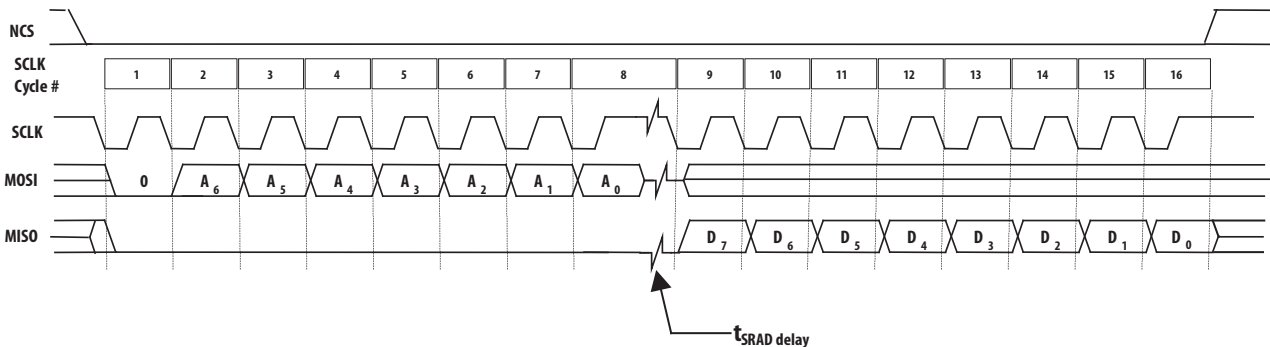 NCS
SCLK
Cycle # 1 2 3 4 5 6 7 8 9 10 11 12 13 14 15 16
SCLK
MOSI 0 A6 A5 A4 A3 A2 A1 A0
MISO D7 D6 D5 D4 D3 D2 D1 D0
tSRAD delay